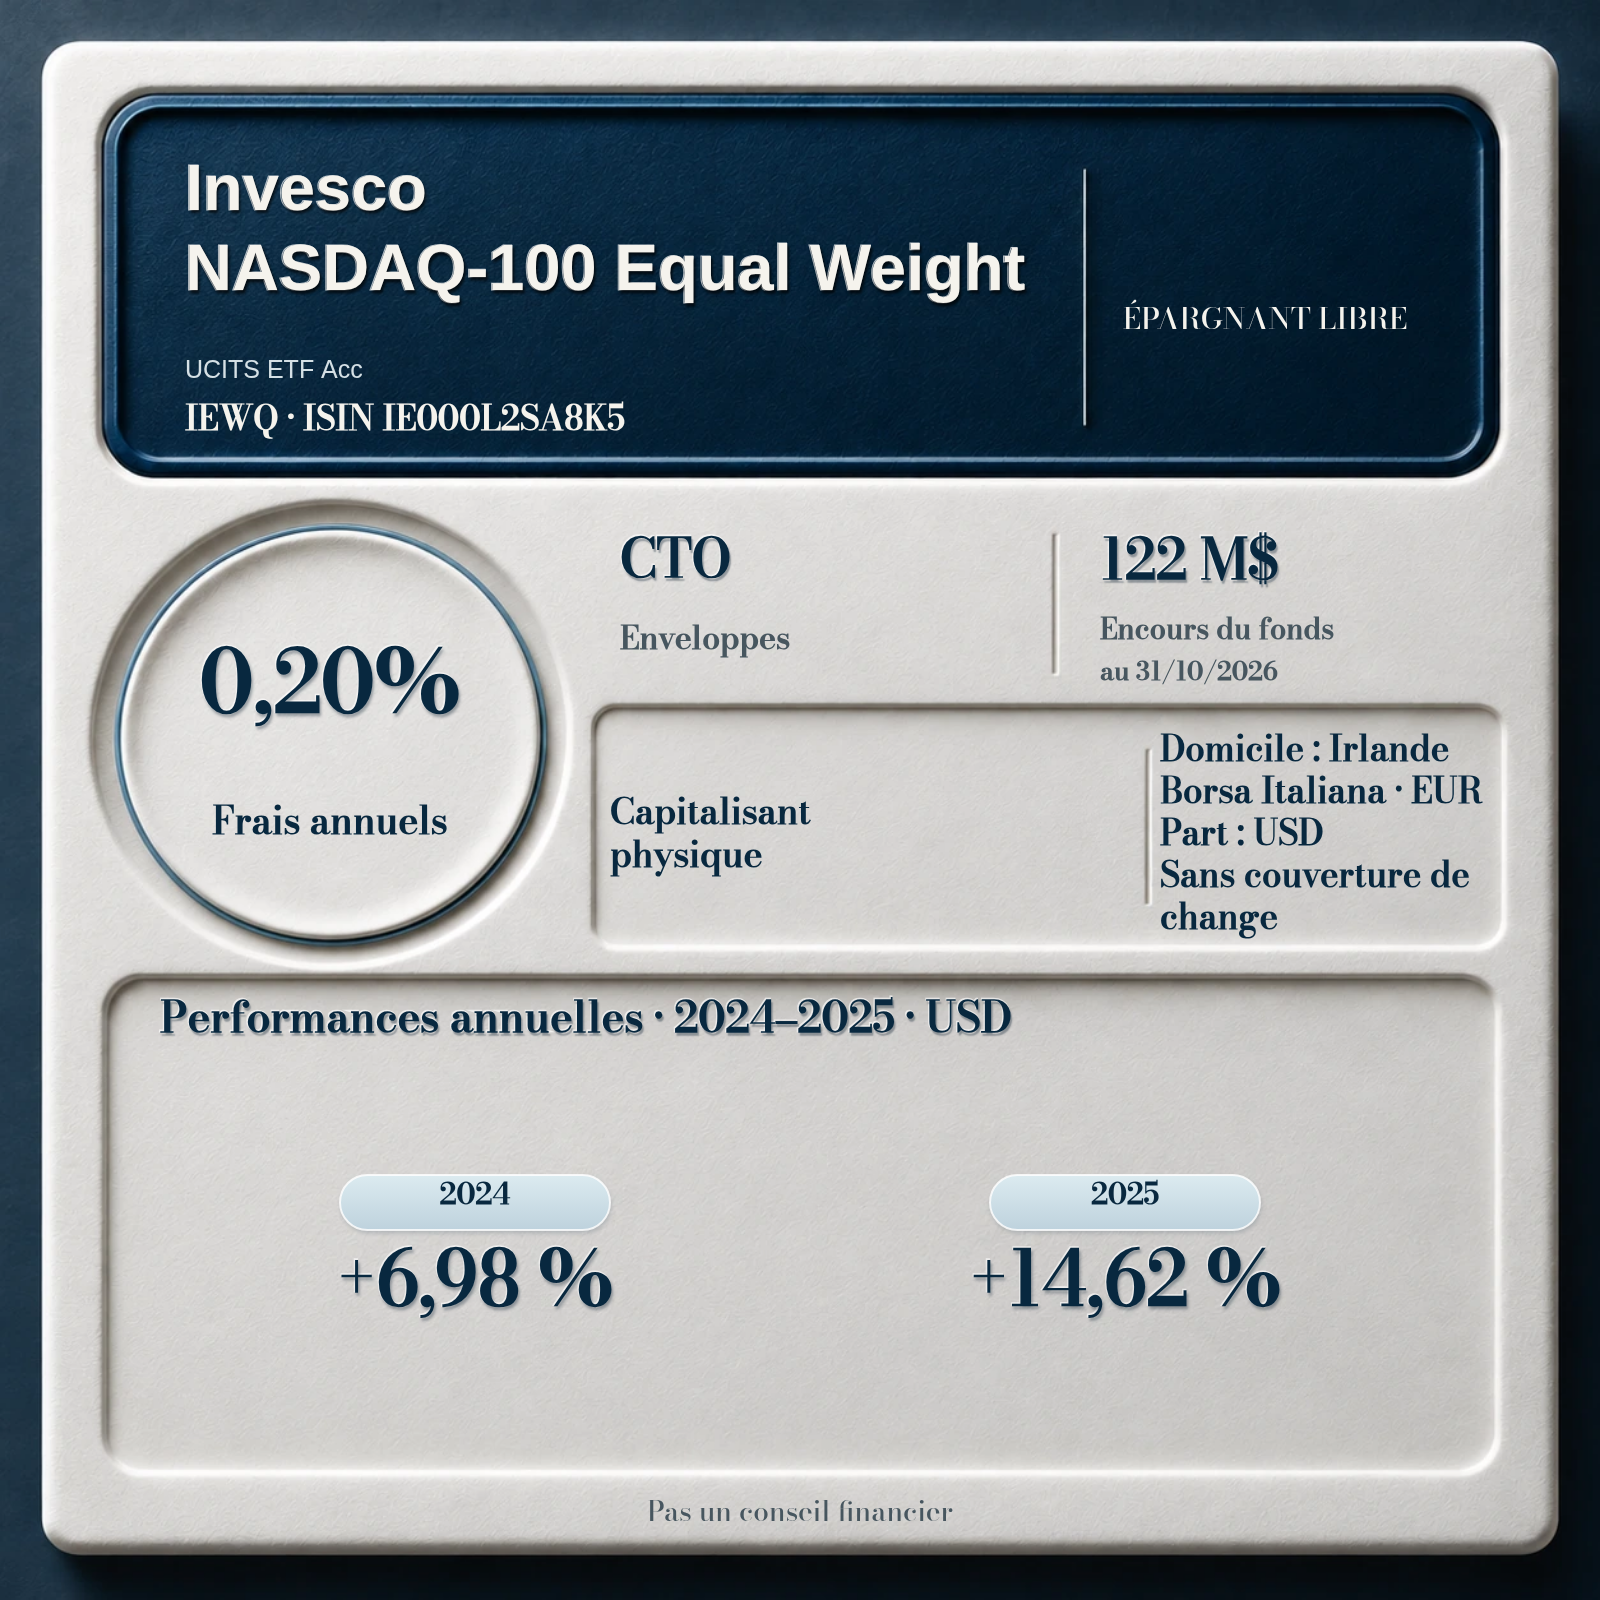 Invesco
NASDAQ-100 Equal Weight
UCITS ETF Acc
IEWQ · ISIN IE000L2SA8K5
ÉPARGNANT LIBRE
0,20%
Frais annuels
CTO
Enveloppes
122 M$
Encours du fonds
au 31/10/2026
Capitalisant
physique
Domicile : Irlande
Borsa Italiana · EUR
Part : USD
Sans couverture de
change
Performances annuelles · 2024–2025 · USD
2024
+6,98 %
2025
+14,62 %
Pas un conseil financier